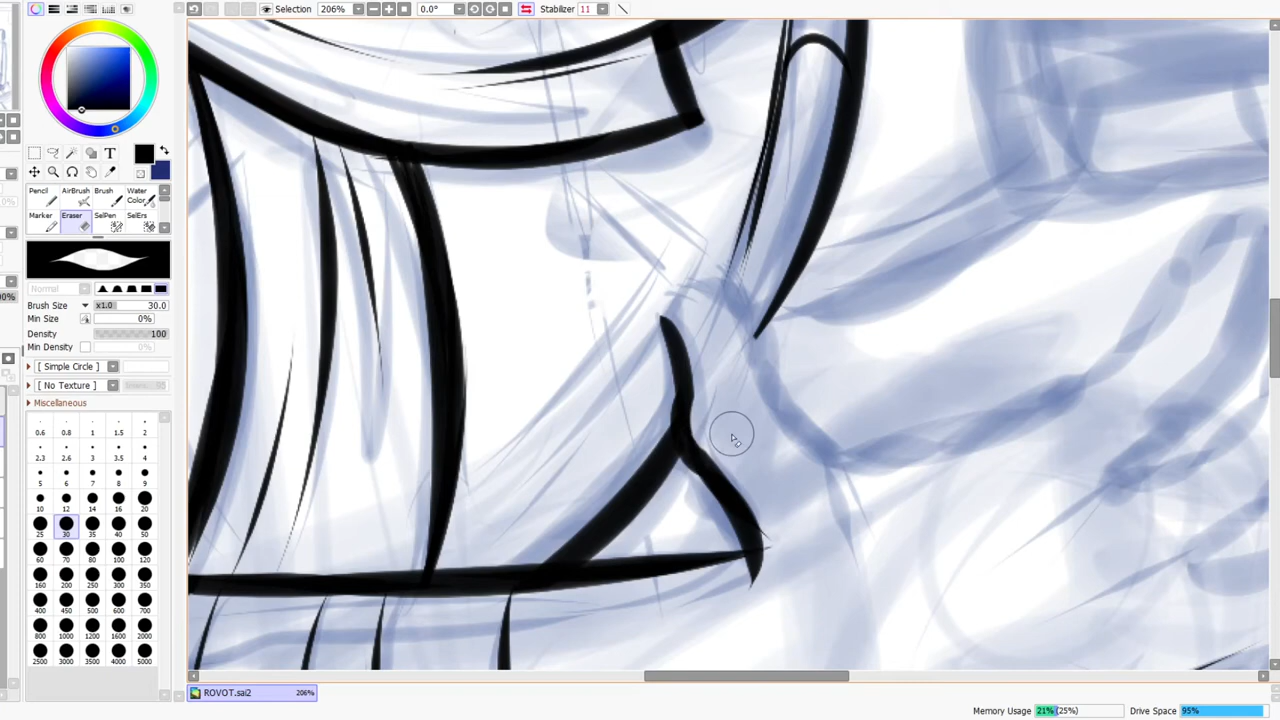 Selection 206% 0.0° Stabilizer 11
T
Pencil AirBrush Brush Water Color
Marker Eraser SelPen SelErs
Normal
Brush Size x1.0 30.0
Min Size 0%
Density 100
Min Density 0%
[ Simple Circle ]
[ No Texture ] 95
Miscellaneous
0.6 0.8 1 1.5 2
2.3 2.6 3 3.5 4
5 6 7 8 9
10 12 14 16 20
25 30 35 40 50
60 70 80 100 120
160 200 250 300 350
400 450 500 600 700
800 1000 1200 1600 2000
2500 3000 3500 4000 5000
ROVOT.sai2 206%
Memory Usage 21% (25%) Drive Space 95%